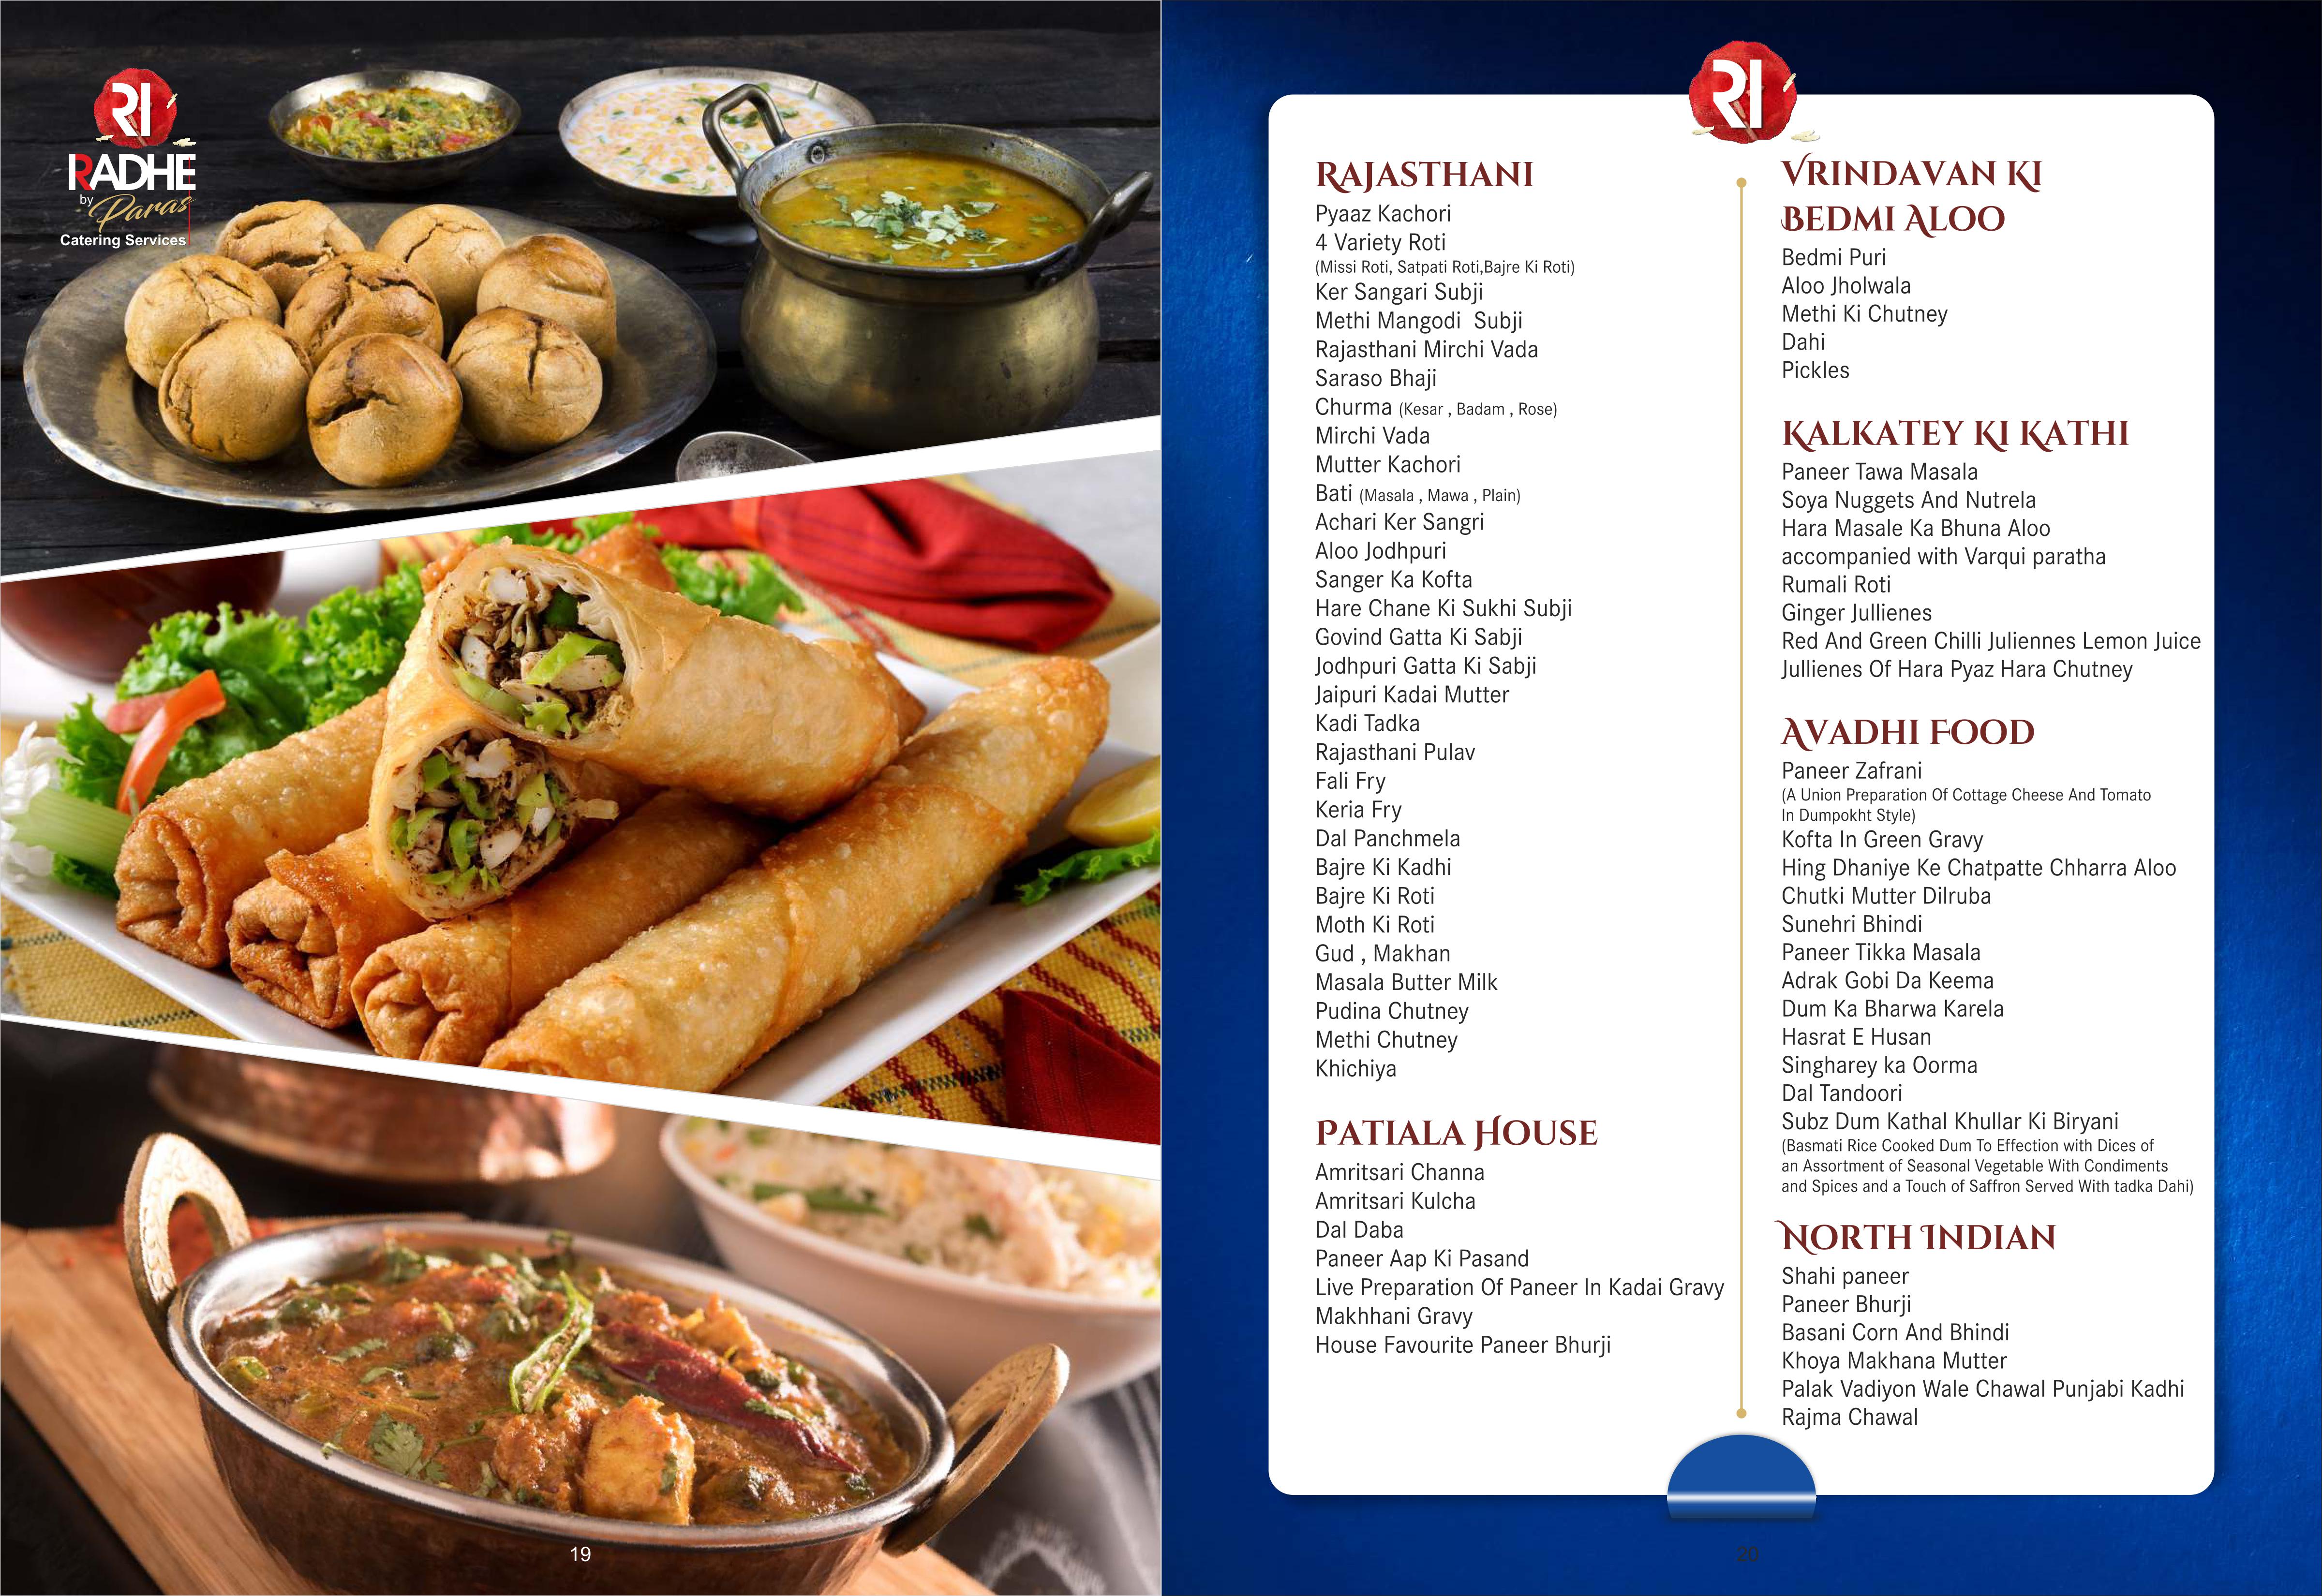 RI
RADHE
by Paras
Catering Services
19
RI
RAJASTHANI
Pyaaz Kachori
4 Variety Roti
(Missi Roti, Satpati Roti,Bajre Ki Roti)
Ker Sangari Subji
Methi Mangodi  Subji
Rajasthani Mirchi Vada
Saraso Bhaji
Churma (Kesar , Badam , Rose)
Mirchi Vada
Mutter Kachori
Bati (Masala , Mawa , Plain)
Achari Ker Sangri
Aloo Jodhpuri
Sanger Ka Kofta
Hare Chane Ki Sukhi Subji
Govind Gatta Ki Sabji
Jodhpuri Gatta Ki Sabji
Jaipuri Kadai Mutter
Kadi Tadka
Rajasthani Pulav
Fali Fry
Keria Fry
Dal Panchmela
Bajre Ki Kadhi
Bajre Ki Roti
Moth Ki Roti
Gud , Makhan
Masala Butter Milk
Pudina Chutney
Methi Chutney
Khichiya
PATIALA HOUSE
Amritsari Channa
Amritsari Kulcha
Dal Daba
Paneer Aap Ki Pasand
Live Preparation Of Paneer In Kadai Gravy
Makhhani Gravy
House Favourite Paneer Bhurji
VRINDAVAN KI
BEDMI ALOO
Bedmi Puri
Aloo Jholwala
Methi Ki Chutney
Dahi
Pickles
KALKATEY KI KATHI
Paneer Tawa Masala
Soya Nuggets And Nutrela
Hara Masale Ka Bhuna Aloo
accompanied with Varqui paratha
Rumali Roti
Ginger Jullienes
Red And Green Chilli Juliennes Lemon Juice
Jullienes Of Hara Pyaz Hara Chutney
AVADHI FOOD
Paneer Zafrani
(A Union Preparation Of Cottage Cheese And Tomato
In Dumpokht Style)
Kofta In Green Gravy
Hing Dhaniye Ke Chatpatte Chharra Aloo
Chutki Mutter Dilruba
Sunehri Bhindi
Paneer Tikka Masala
Adrak Gobi Da Keema
Dum Ka Bharwa Karela
Hasrat E Husan
Singharey ka Oorma
Dal Tandoori
Subz Dum Kathal Khullar Ki Biryani
(Basmati Rice Cooked Dum To Effection with Dices of
an Assortment of Seasonal Vegetable With Condiments
and Spices and a Touch of Saffron Served With tadka Dahi)
NORTH INDIAN
Shahi paneer
Paneer Bhurji
Basani Corn And Bhindi
Khoya Makhana Mutter
Palak Vadiyon Wale Chawal Punjabi Kadhi
Rajma Chawal
20